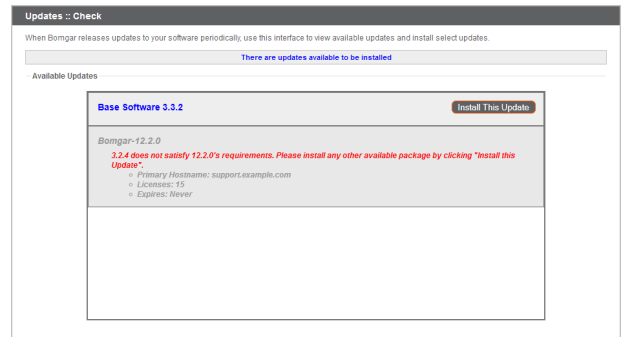 Updates :: Check
When Bomgar releases updates to your software periodically, use this interface to view available updates and install select updates.
There are updates available to be installed
Available Updates
Base Software 3.3.2
Install This Update
Bomgar-12.2.0
3.2.4 does not satisfy 12.2.0's requirements. Please install any other available package by clicking "Install this
Update".
Primary Hostname: support.example.com
Licenses: 15
Expires: Never